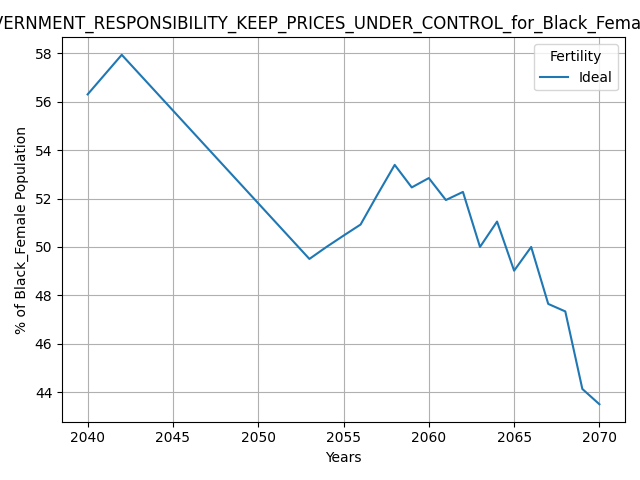 VERNMENT_RESPONSIBILITY_KEEP_PRICES_UNDER_CONTROL_for_Black_Fema
Fertility
Ideal
% of Black_Female Population
58
56
54
52
50
48
46
44
2040 2045 2050 2055 2060 2065 2070
Years